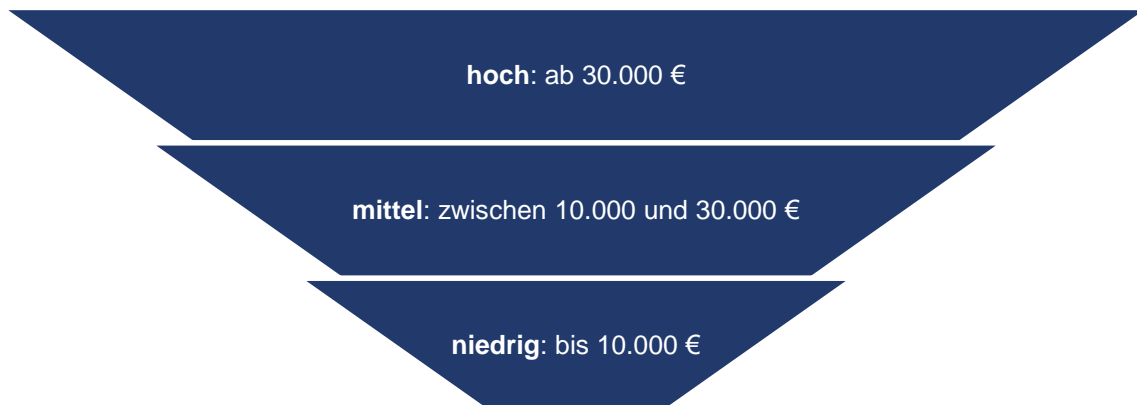 hoch: ab 30.000 €
mittel: zwischen 10.000 und 30.000 €
niedrig: bis 10.000 €